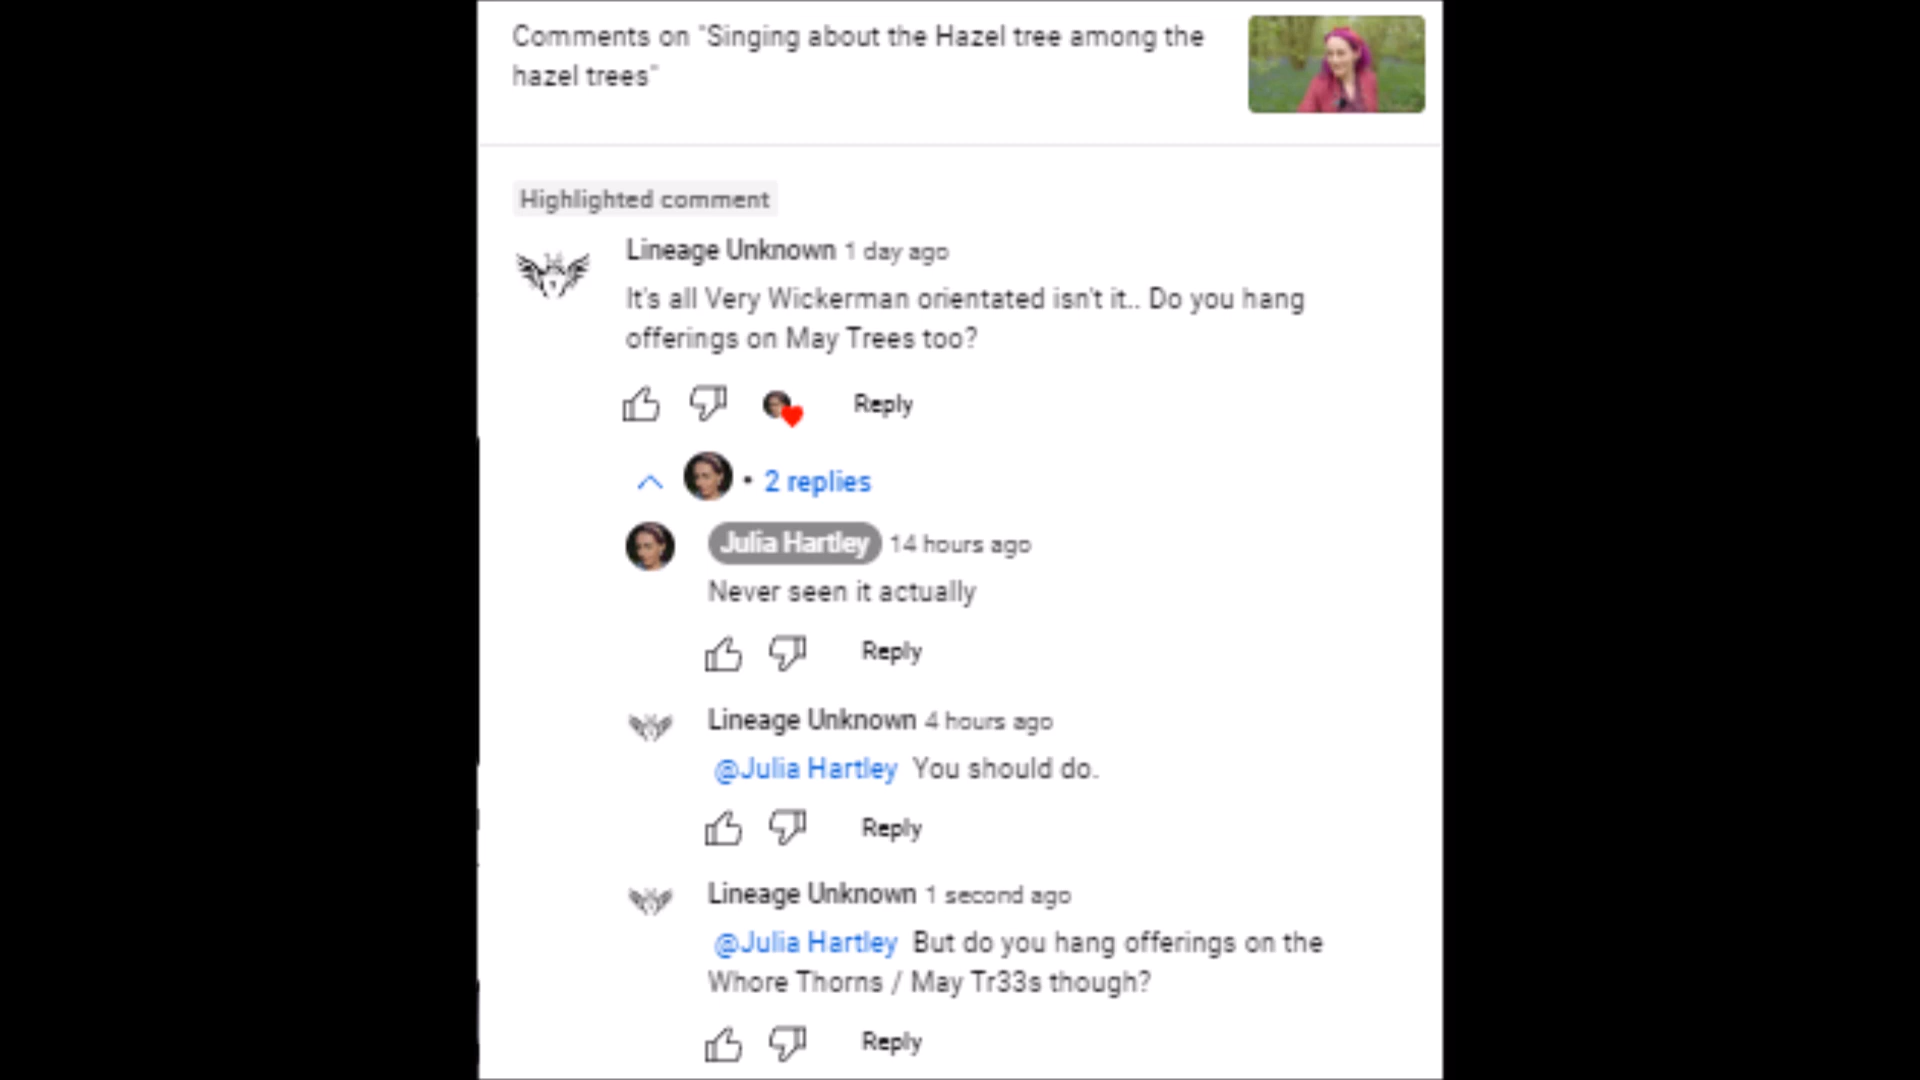 Comments on "Singing about the Hazel tree among the
hazel trees"
Highlighted comment
Lineage Unknown 1 day ago
It's all Very Wickerman orientated isn't it.. Do you hang
offerings on May Trees too?
Reply
• 2 replies
Julia Hartley 14 hours ago
Never seen it actually
Reply
Lineage Unknown 4 hours ago
@Julia Hartley You should do.
Reply
Lineage Unknown 1 second ago
@Julia Hartley But do you hang offerings on the
Whore Thorns / May Tr33s though?
Reply